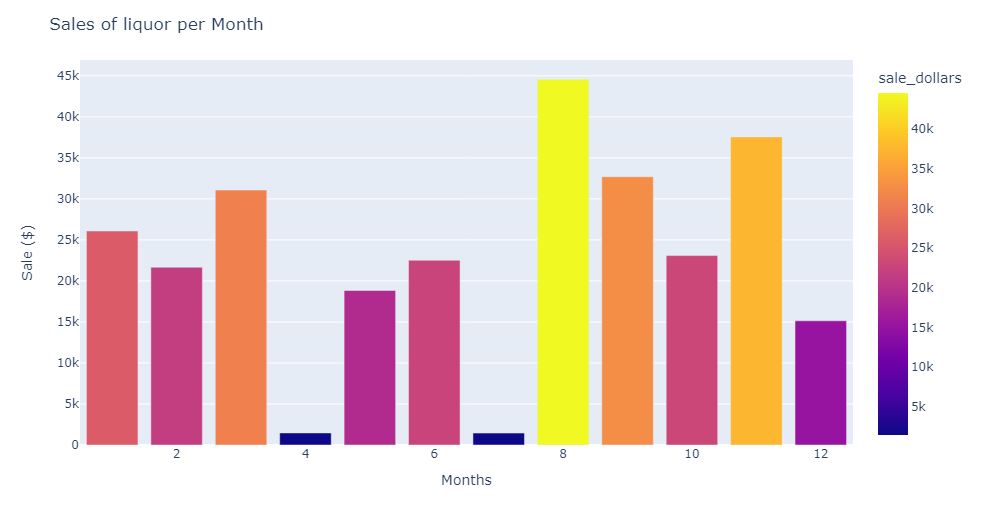 Sales of liquor per Month
sale_dollars
45k
40k
35k
30k
25k
20k
15k
10k
5k
0
Sale ($)
2 4 6 8 10 12
Months
40k
35k
30k
25k
20k
15k
10k
5k